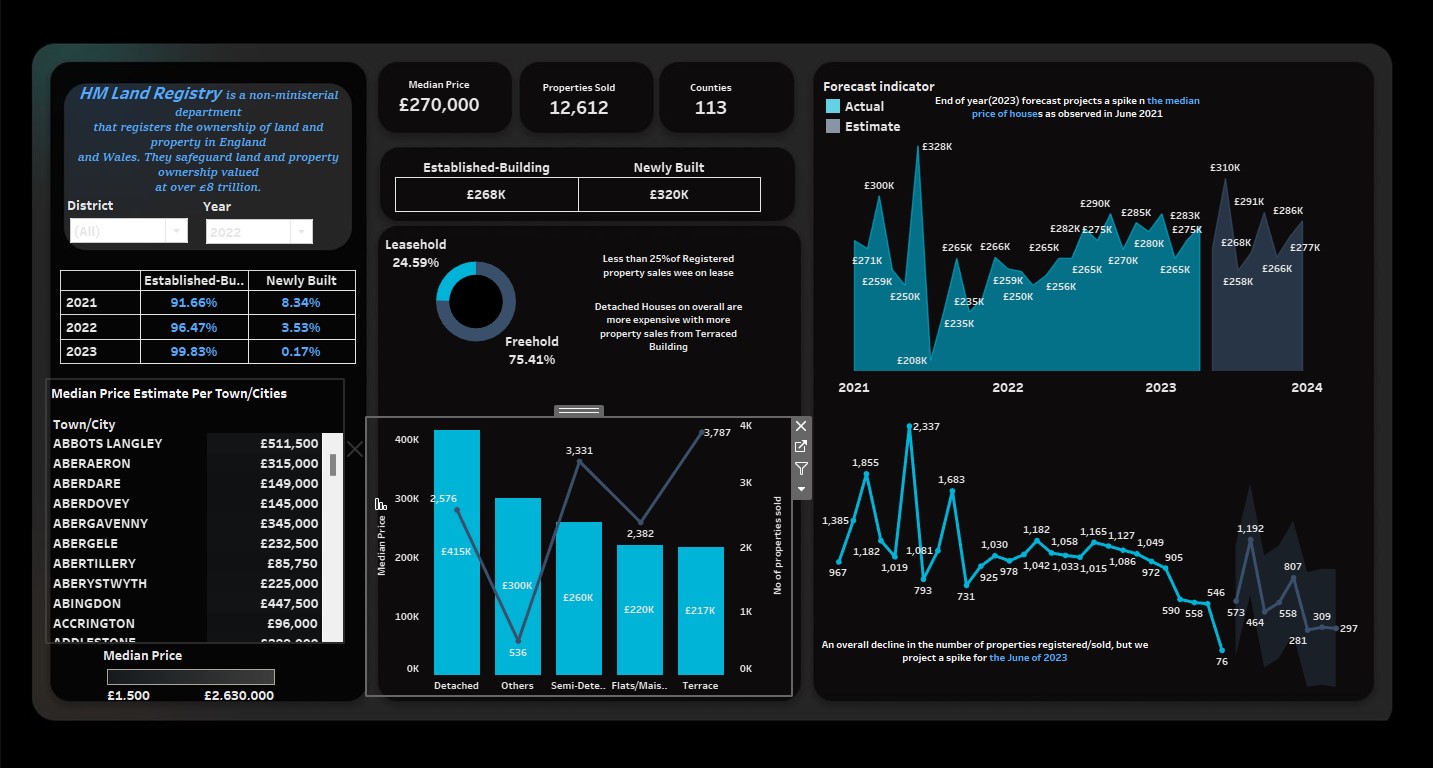 HM Land Registry is a non-ministerial
department
that registers the ownership of land and
property in England
and Wales. They safeguard land and property
ownership valued
at over £8 trillion.
District Year
(All) 2022
Established-Bu.. Newly Built
2021 91.66% 8.34%
2022 96.47% 3.53%
2023 99.83% 0.17%
Median Price Estimate Per Town/Cities
Town/City
ABBOTS LANGLEY £511,500
ABERAERON £315,000
ABERDARE £149,000
ABERDOVEY £145,000
ABERGAVENNY £345,000
ABERGELE £232,500
ABERTILLERY £85,750
ABERYSTWYTH £225,000
ABINGDON £447,500
ACCRINGTON £96,000
Median Price
£1,500 £2,630,000
Median Price
£270,000
Properties Sold
12,612
Counties
113
Established-Building Newly Built
£268K £320K
Leasehold
24.59%
Freehold
75.41%
Less than 25%of Registered
property sales wee on lease
Detached Houses on overall are
more expensive with more
property sales from Terraced
Building
Median Price
400K
300K
200K
100K
0K
2,576
536
3,331
2,382
3,787
£415K
£300K
£260K
£220K
£217K
4K
3K
2K
1K
0K
No of properties sold
Detached Others Semi-Dete.. Flats/Mais.. Terrace
Forecast indicator
Actual
Estimate
End of year(2023) forecast projects a spike n the median
price of houses as observed in June 2021
£271K
£300K
£259K
£250K
£328K
£208K
£235K
£265K
£235K
£266K
£259K
£250K
£256K
£265K
£265K
£282K
£275K
£290K
£270K
£285K
£280K
£283K
£265K
£275K
£268K
£310K
£258K
£291K
£266K
£286K
£277K
2021 2022 2023 2024
967
1,385
1,855
1,182
1,019
2,337
793
1,081
1,683
731
925
1,030
978
1,042
1,182
1,058
1,033
1,015
1,165
1,127
1,086
1,049
972
905
590
558
546
76
573
1,192
464
558
807
281
309
297
An overall decline in the number of properties registered/sold, but we
project a spike for the June of 2023